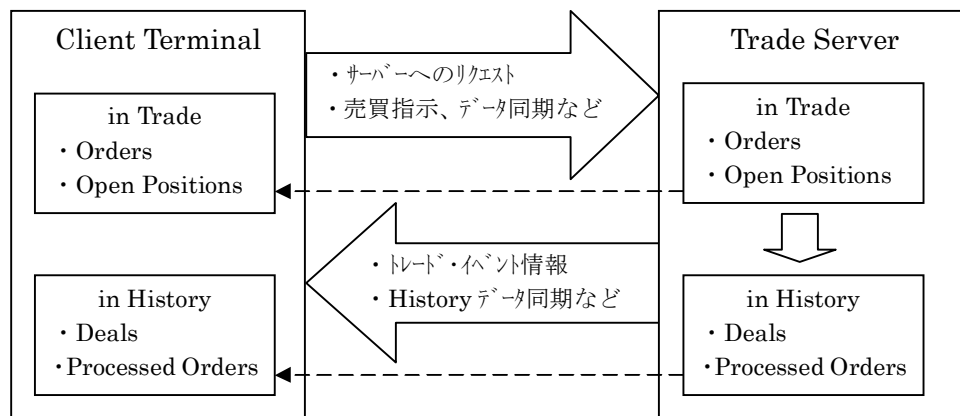 Client Terminal
in Trade
・Orders
・Open Positions
in History
・Deals
・Processed Orders
・ｻｰﾊﾞｰへのﾘｸｴｽﾄ
・売買指示、ﾃﾞｰﾀ同期など
・ﾄﾚｰﾄﾞ・ｲﾍﾞﾝﾄ情報
・Historyデータ同期など
Trade Server
in Trade
・Orders
・Open Positions
in History
・Deals
・Processed Orders